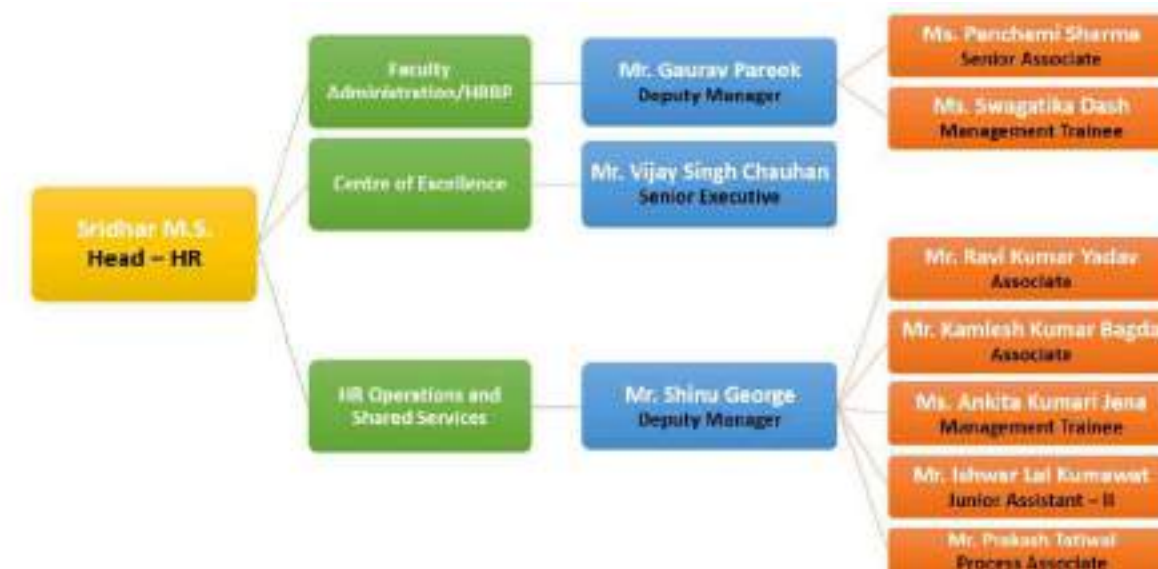 Sridhar M.S.
Head – HR
Faculty
Administration/HRBP
Centre of Excellence
HR Operations and
Shared Services
Mr. Gaurav Pareek
Deputy Manager
Mr. Vijay Singh Chauhan
Senior Executive
Mr. Shinu George
Deputy Manager
Ms. Panchami Sharma
Senior Associate
Ms. Swagatika Dash
Management Trainee
Mr. Ravi Kumar Yadav
Associate
Mr. Kamlesh Kumar Bagda
Associate
Ms. Ankita Kumari Jena
Management Trainee
Mr. Ishwar Lal Kumawat
Junior Assistant – II
Mr. Prakash
Process Associate